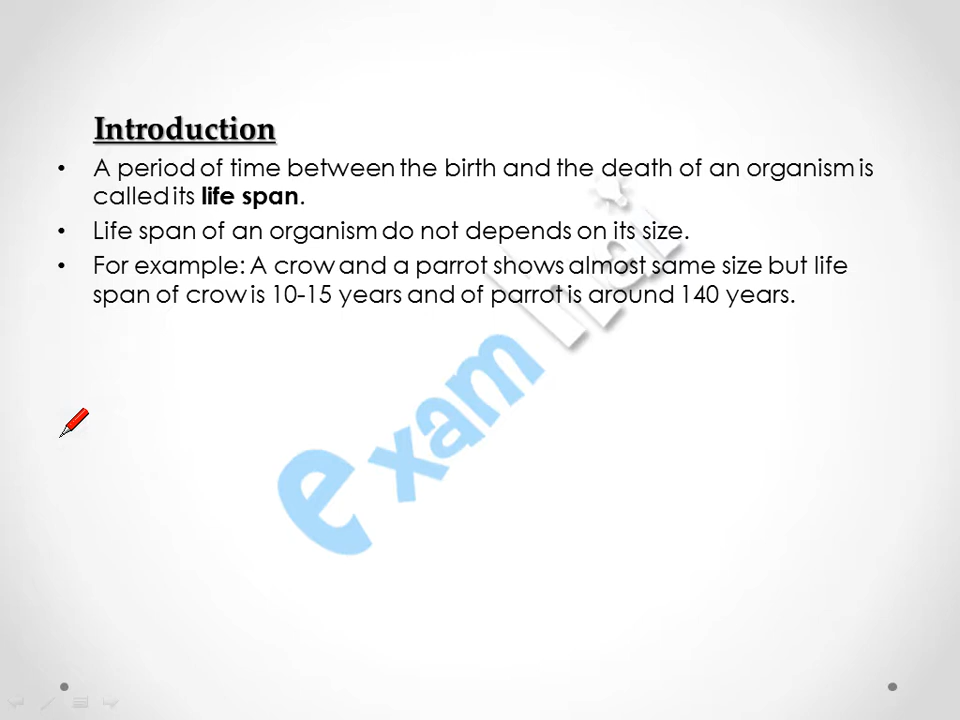 Introduction
• A period of time between the birth and the death of an organism is
called its life span.
• Life span of an organism do not depends on its size.
• For example: A crow and a parrot shows almost same size but life
span of crow is 10-15 years and of parrot is around 140 years.
exam hai